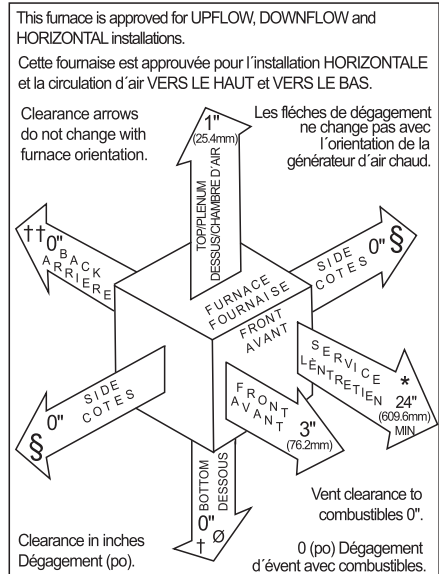 This furnace is approved for UPFLOW, DOWNFLOW and
HORIZONTAL installations.
Cette fournaise est approuvée pour l´installation HORIZONTALE
et la circulation d´air VERS LE HAUT et VERS LE BAS.
Clearance arrows
do not change with
furnace orientation.
Les fléches de dégagement
ne change pas avec
l´orientation de la
générateur d´air chaud.
1"
(25.4mm)
TOP/PLENUM
DESSUS/CHAMBRE D´AIR
††0"
BACK
ARRIERE
SIDE
COTES
0" §
FURNACE
FOURNAISE
FRONT
AVANT
SERVICE
LÈNTRETIEN
*
24"
(609.6mm)
MIN.
§ 0"
SIDE
COTES
FRONT
AVANT
3"
(76.2mm)
BOTTOM
DESSOUS
0"
† Ø
Vent clearance to
combustibles 0".
Clearance in inches
Dégagement (po).
0 (po) Dégagement
d´évent avec combustibles.